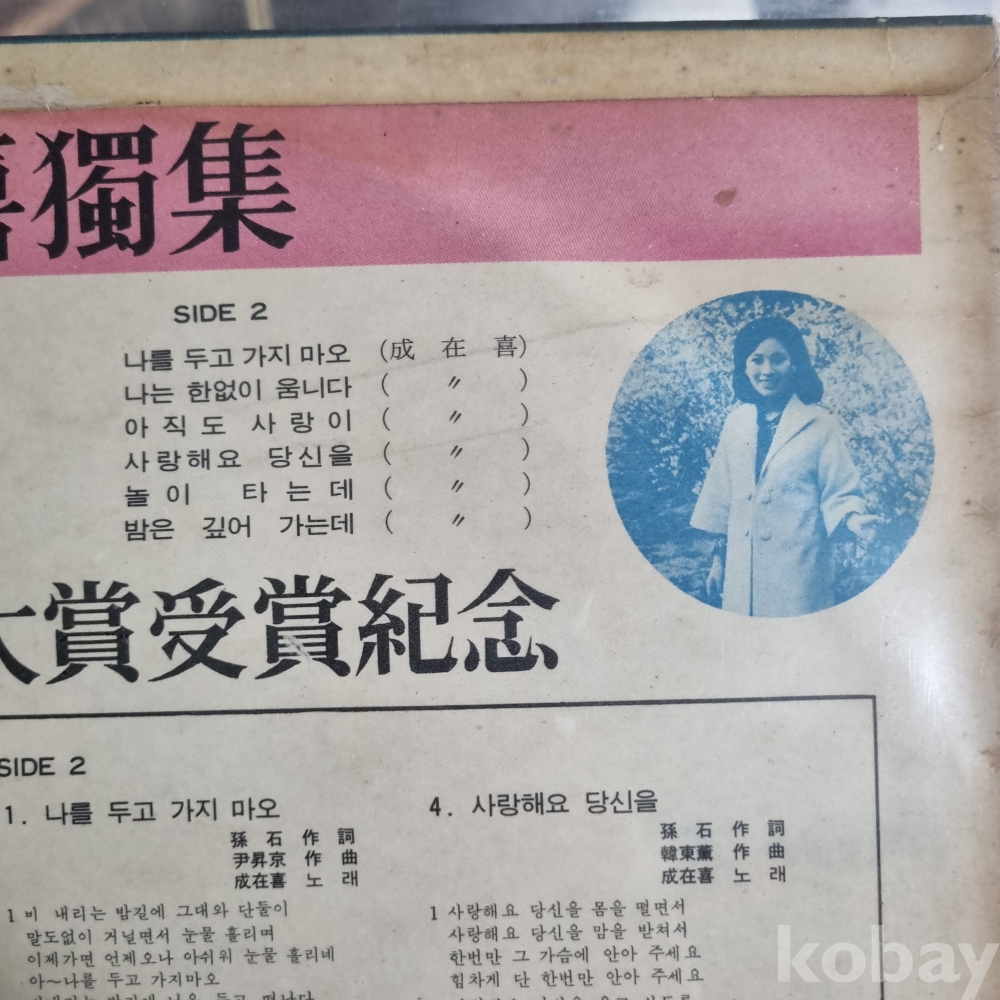 喜獨集
SIDE 2
나를 두고 가지 마오 (成 在 喜)
나는 한없이 웁니다 ( 〃 )
아 직 도 사 랑 이 ( 〃 )
사랑해요 당신을 ( 〃 )
놀 이 타 는 데 ( 〃 )
밤은 깊어 가는데 ( 〃 )
大賞受賞紀念
SIDE 2
1. 나를 두고 가지 마오
孫 石 作 詞
尹昇京 作 曲
成在喜 노 래
1 비 내리는 밤길에 그대와 단둘이
말도없이 거닐면서 눈물 흘리며
이제가면 언제오나 아쉬워 눈물 흘리네
아〜나를 두고 가지마오
4. 사랑해요 당신을
孫 石 作 詞
韓東薰 作 曲
成在喜 노 래
1 사랑해요 당신을 몸을 떨면서
사랑해요 당신을 맘을 받쳐서
한번만 그 가슴에 안아 주세요
힘차게 단 한번만 안아 주세요
kobay